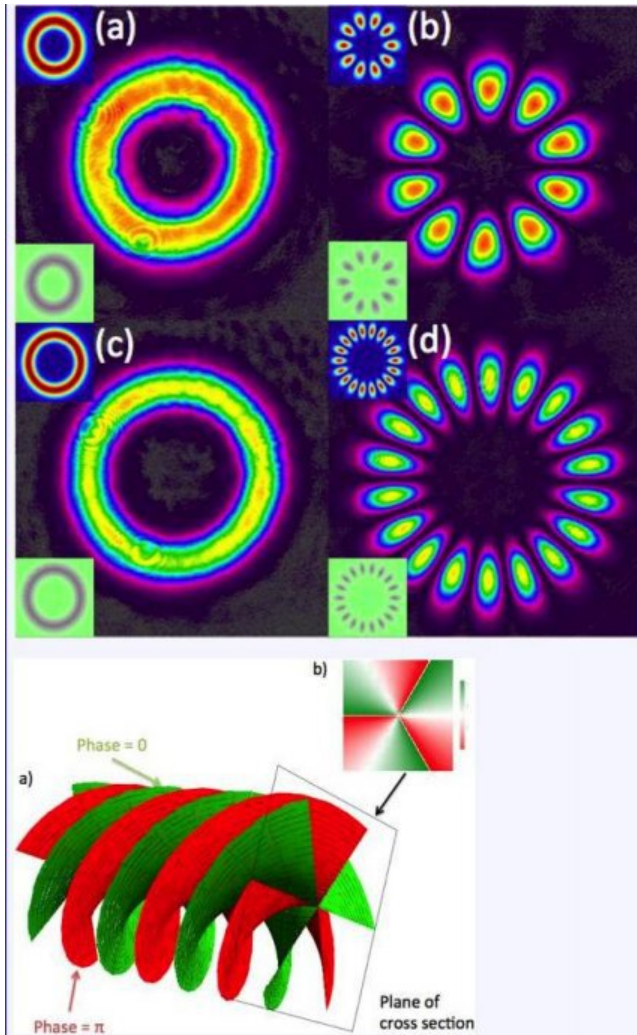 (a)
(b)
(c)
(d)
b)
Phase = 0
a)
Phase = π
Plane of
cross section